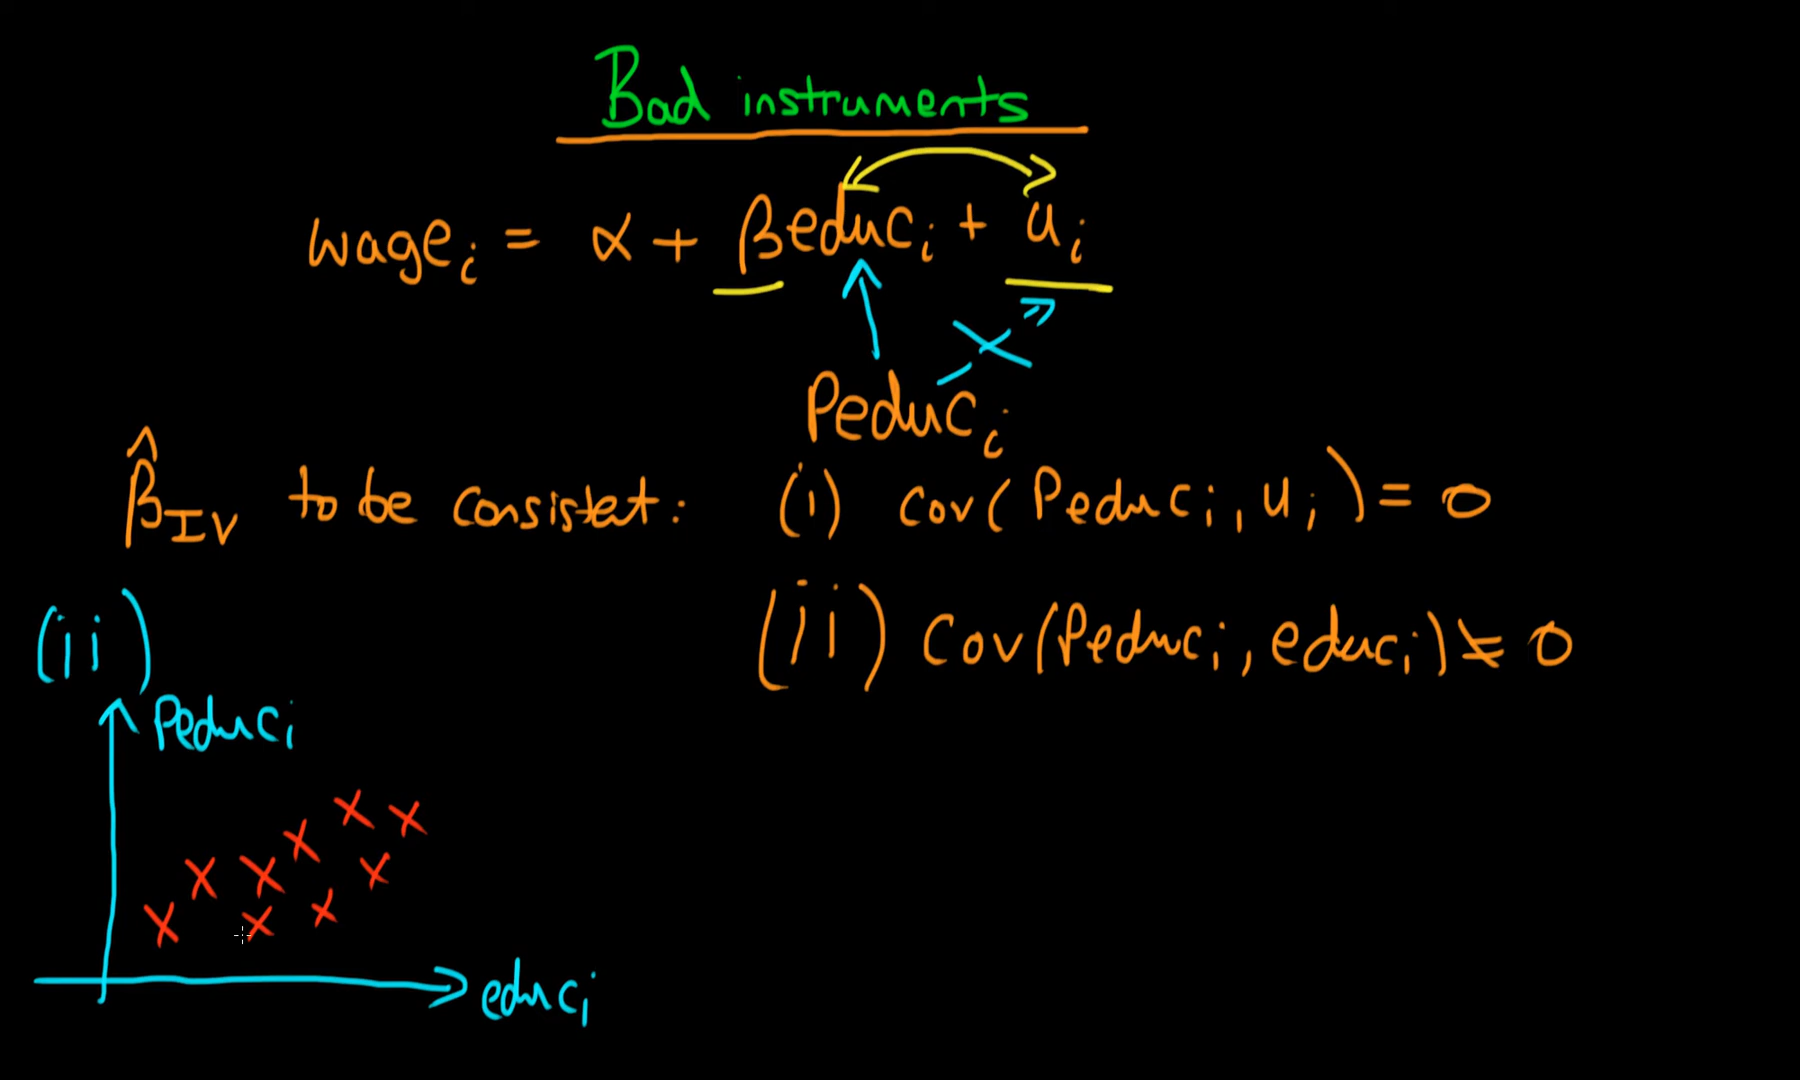 Bad instruments
wage_i = α + βeduc_i + u_i
Peduc_i
β̂_IV to be consistent: (i) cov(Peduc_i, u_i) = 0
(ii) cov(Peduc_i, educ_i) ≠ 0
(ii)
Peduc_i
educ_i